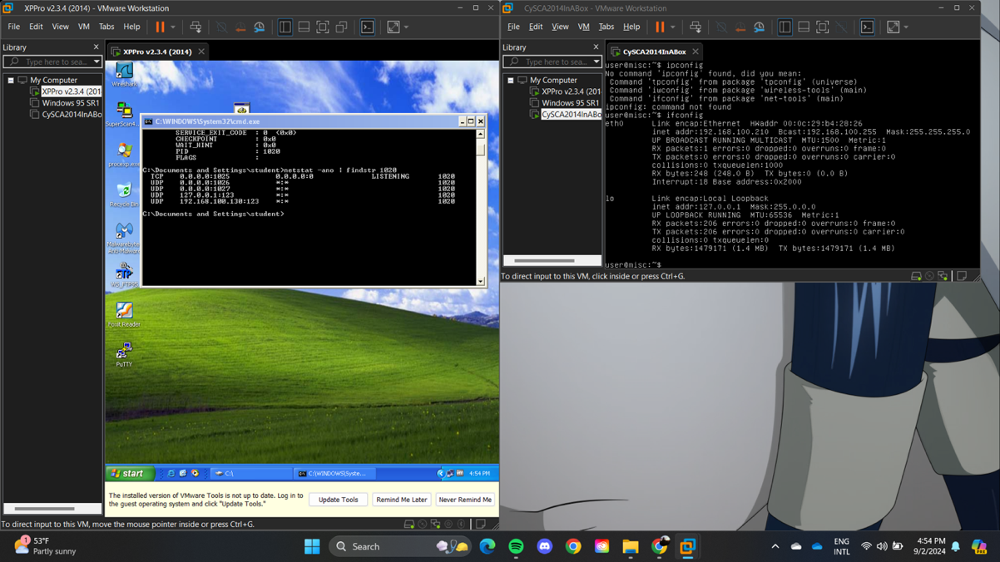 XPPro v2.3.4 (2014) - VMware Workstation
File Edit View VM Tabs Help
Library
Type here to sea...
My Computer
XPPro v2.3.4 (201
Windows 95 SR1
CySCA2014InABo
XPPro v2.3.4 (2014)
Wireshark
SuperScan4...
procexp.exe
Recycle Bin
Malwarebytes
Anti-Malware
MS_FTP95
Foxit Reader
PuTTY
C:\WINDOWS\System32\cmd.exe
SERVICE_EXIT_CODE : 0 (0x0)
CHECKPOINT : 0x0
WAIT_HINT : 0x0
PID : 1020
FLAGS :
C:\Documents and Settings\student>netstat -ano | findstr 1020
TCP 0.0.0.0:1025 0.0.0.0:0 LISTENING 1020
UDP 0.0.0.0:1026 *:* 1020
UDP 0.0.0.0:1027 *:* 1020
UDP 127.0.0.1:123 *:* 1020
UDP 192.168.100.130:123 *:* 1020
C:\Documents and Settings\student>
start
C:\
C:\WINDOWS\Syste...
4:54 PM
The installed version of VMware Tools is not up to date. Log in to
the guest operating system and click "Update Tools."
Update Tools
Remind Me Later
Never Remind Me
To direct input to this VM, move the mouse pointer inside or press Ctrl+G.
CySCA2014InABox - VMware Workstation
File Edit View VM Tabs Help
Library
Type here to sea...
My Computer
XPPro v2.3.4 (201
Windows 95 SR1
CySCA2014InABo
CySCA2014InABox
user@misc:~$ ipconfig
No command 'ipconfig' found, did you mean:
Command 'tpconfig' from package 'tpconfig' (universe)
Command 'iwconfig' from package 'wireless-tools' (main)
Command 'ifconfig' from package 'net-tools' (main)
ipconfig: command not found
user@misc:~$ ifconfig
eth0 Link encap:Ethernet HWaddr 00:0c:29:b4:28:26
inet addr:192.168.100.210 Bcast:192.168.100.255 Mask:255.255.255.0
UP BROADCAST RUNNING MULTICAST MTU:1500 Metric:1
RX packets:1 errors:0 dropped:0 overruns:0 frame:0
TX packets:0 errors:0 dropped:0 overruns:0 carrier:0
collisions:0 txqueuelen:1000
RX bytes:248 (248.0 B) TX bytes:0 (0.0 B)
Interrupt:18 Base address:0x2000
lo Link encap:Local Loopback
inet addr:127.0.0.1 Mask:255.0.0.0
UP LOOPBACK RUNNING MTU:65536 Metric:1
RX packets:206 errors:0 dropped:0 overruns:0 frame:0
TX packets:206 errors:0 dropped:0 overruns:0 carrier:0
collisions:0 txqueuelen:0
RX bytes:1479171 (1.4 MB) TX bytes:1479171 (1.4 MB)
user@misc:~$
To direct input to this VM, click inside or press Ctrl+G.
1
53°F
Partly sunny
Search
ENG
INTL
4:54 PM
9/2/2024
PRE